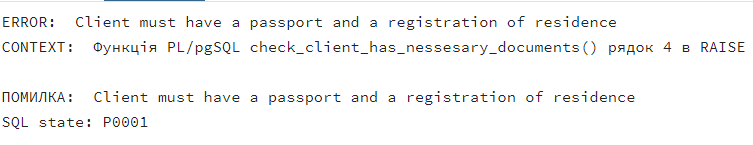 ERROR:  Client must have a passport and a registration of residence
CONTEXT:  Функція PL/pgSQL check_client_has_nessesary_documents() рядок 4 в RAISE
ПОМИЛКА:  Client must have a passport and a registration of residence
SQL state: P0001